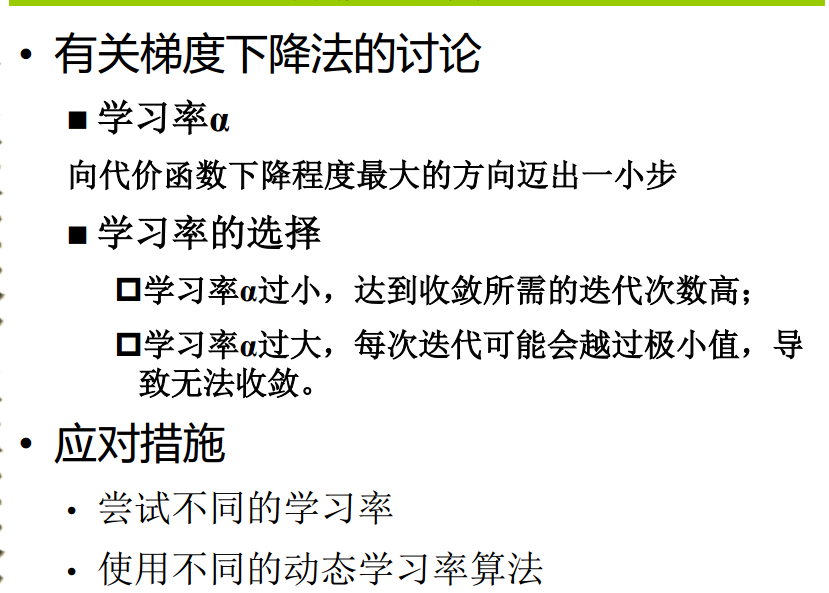 • 有关梯度下降法的讨论
■ 学习率α
向代价函数下降程度最大的方向迈出一小步
■ 学习率的选择
□学习率α过小，达到收敛所需的迭代次数高；
□学习率α过大，每次迭代可能会越过极小值，导
致无法收敛。
• 应对措施
• 尝试不同的学习率
• 使用不同的动态学习率算法